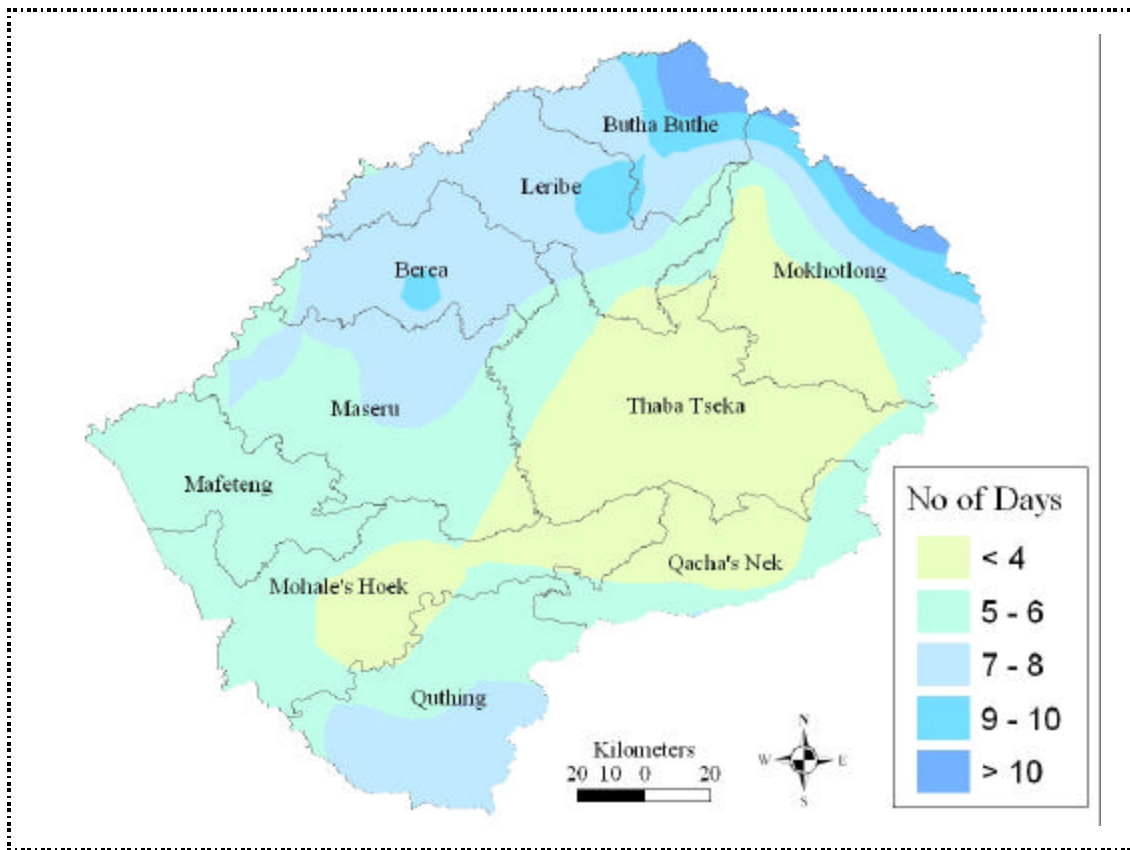 Butha Buthe
Leribe
Berea
Mokhotlong
Maseru
Thaba Tseka
Mafeteng
Mohale's Hoek
Qacha's Nek
Quthing
No of Days
< 4
5 - 6
7 - 8
9 - 10
> 10
Kilometers
20 10 0 20
N
W E
S